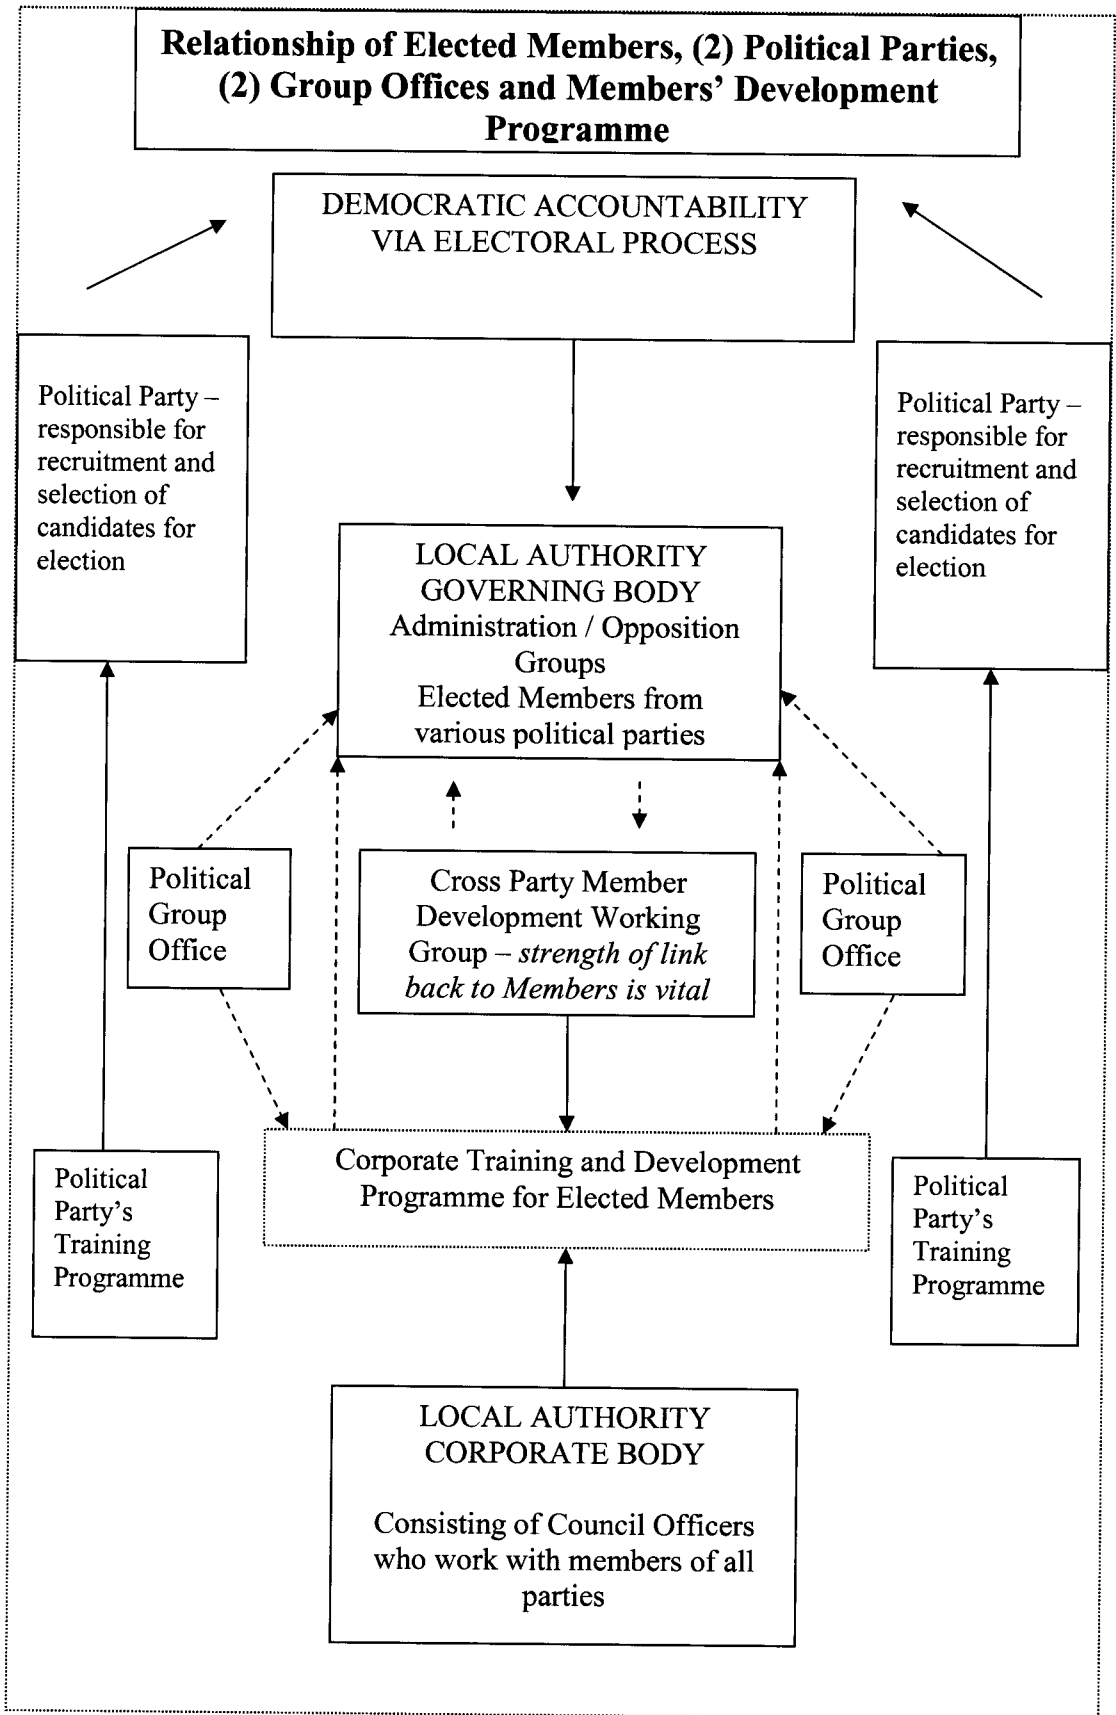 Relationship of Elected Members, (2) Political Parties,
(2) Group Offices and Members’ Development
Programme
DEMOCRATIC ACCOUNTABILITY
VIA ELECTORAL PROCESS
Political Party –
responsible for
recruitment and
selection of
candidates for
election
Political Party –
responsible for
recruitment and
selection of
candidates for
election
LOCAL AUTHORITY
GOVERNING BODY
Administration / Opposition
Groups
Elected Members from
various political parties
Political
Group
Office
Cross Party Member
Development Working
Group – strength of link
back to Members is vital
Political
Group
Office
Corporate Training and Development
Programme for Elected Members
Political
Party’s
Training
Programme
Political
Party’s
Training
Programme
LOCAL AUTHORITY
CORPORATE BODY
Consisting of Council Officers
who work with members of all
parties